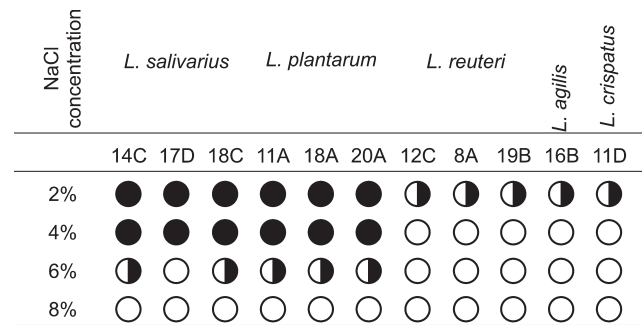 NaCl
concentration
L. salivarius L. plantarum L. reuteri L. agilis L. crispatus
14C 17D 18C 11A 18A 20A 12C 8A 19B 16B 11D
2%
4%
6%
8%